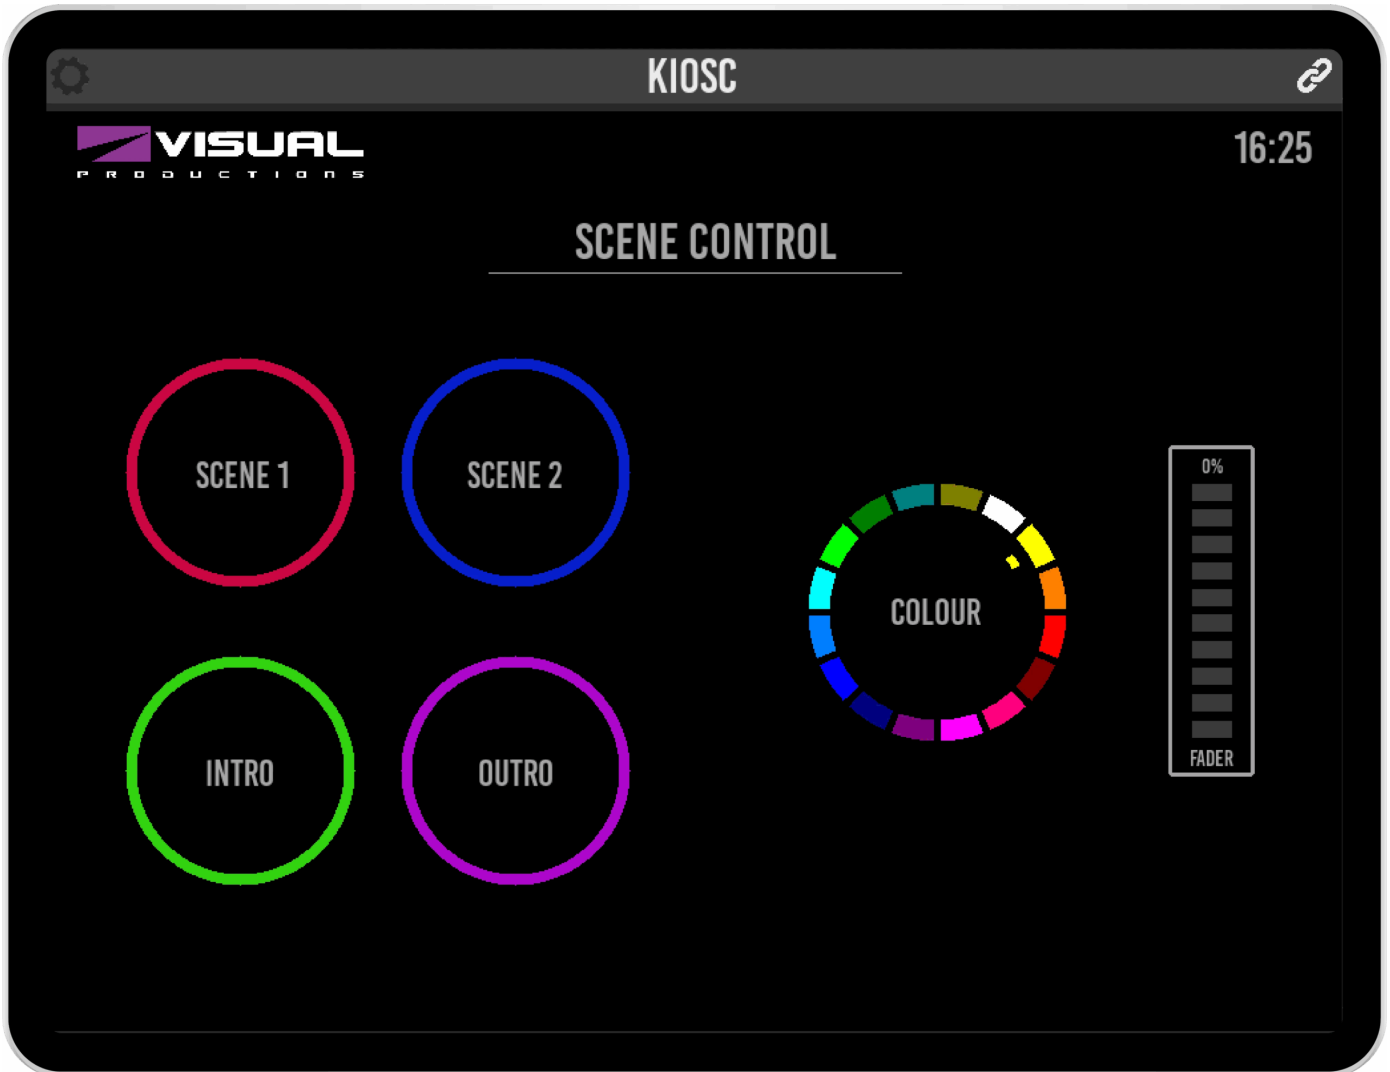 KIOSC
VISUAL
PRODUCTIONS
16:25
SCENE CONTROL
SCENE 1
SCENE 2
0%
COLOUR
FADER
INTRO
OUTRO